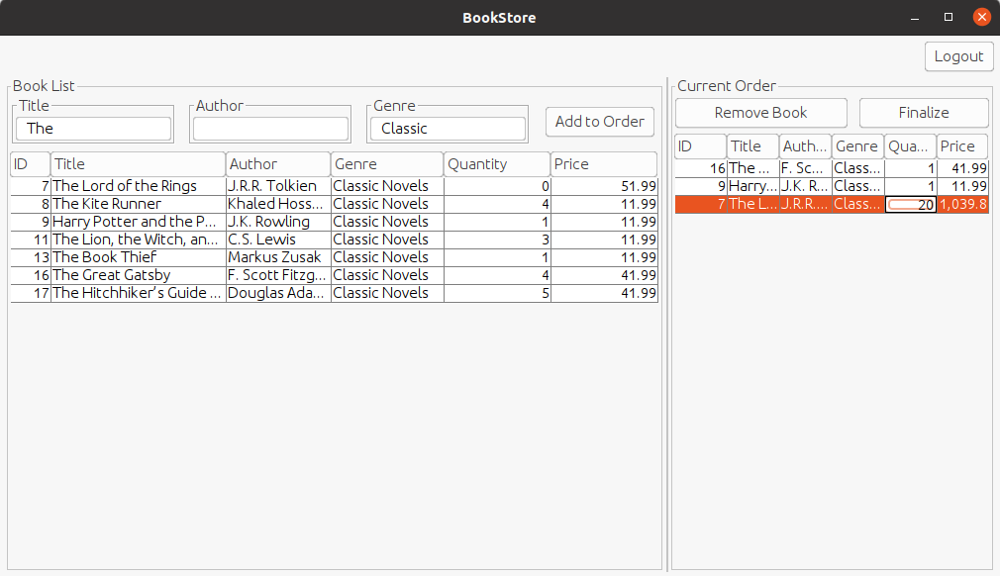 BookStore
Logout
Book List
Title Author Genre
The Classic Add to Order
ID Title Author Genre Quantity Price
7 The Lord of the Rings J.R.R. Tolkien Classic Novels 0 51.99
8 The Kite Runner Khaled Hoss... Classic Novels 4 11.99
9 Harry Potter and the P... J.K. Rowling Classic Novels 1 11.99
11 The Lion, the Witch, an... C.S. Lewis Classic Novels 3 11.99
13 The Book Thief Markus Zusak Classic Novels 1 11.99
16 The Great Gatsby F. Scott Fitzg... Classic Novels 4 41.99
17 The Hitchhiker's Guide ... Douglas Ada... Classic Novels 5 41.99
Current Order
Remove Book Finalize
ID Title Auth... Genre Qua... Price
16 The ... F. Sc... Class... 1 41.99
9 Harry... J.K. R... Class... 1 11.99
7 The L... J.R.R.... Class... 20 1,039.8